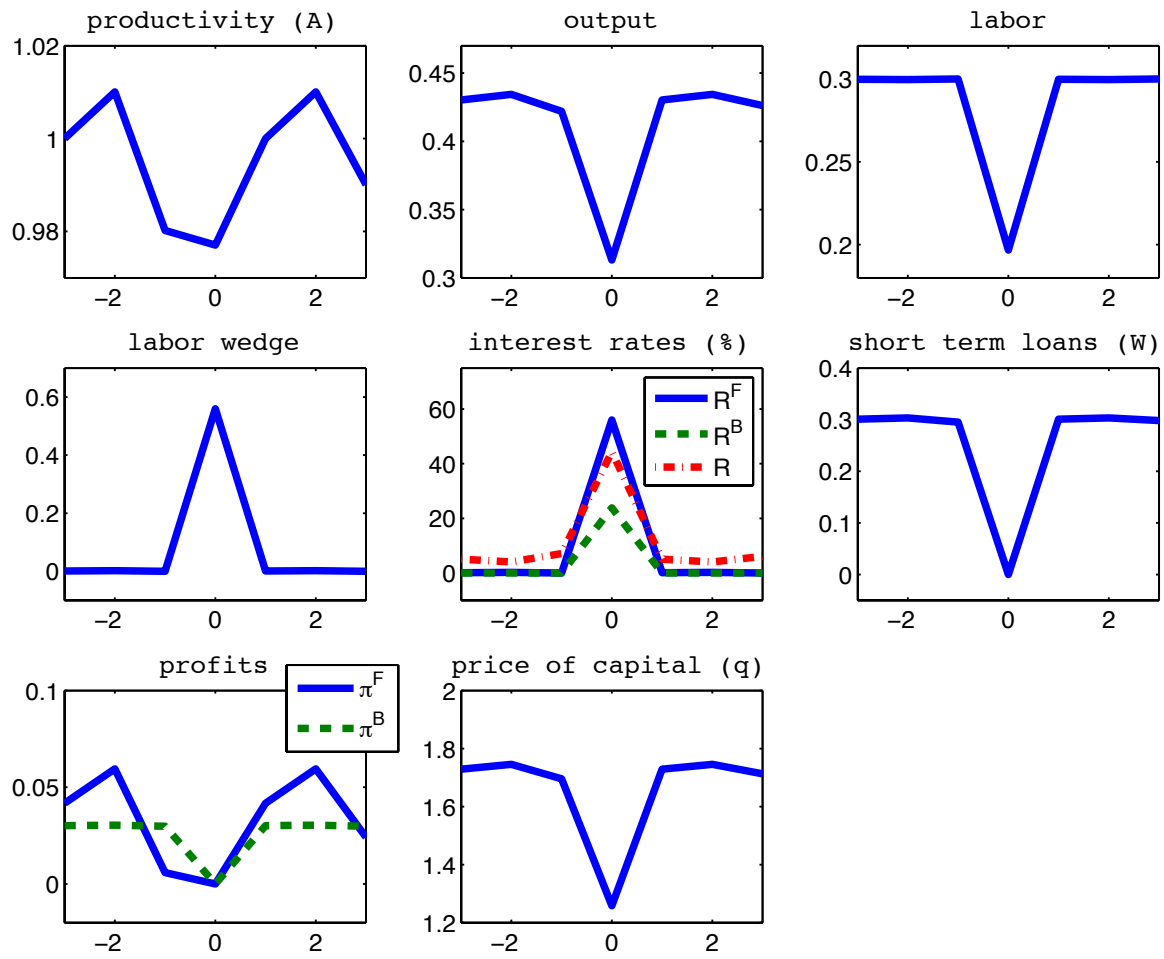 productivity (A)
1.02
1
0.98
−2 0 2
output
0.45
0.4
0.35
0.3
−2 0 2
labor
0.3
0.25
0.2
−2 0 2
labor wedge
0.6
0.4
0.2
0
−2 0 2
interest rates (%)
60
40
20
0
R^F
R^B
R
−2 0 2
short term loans (W)
0.4
0.3
0.2
0.1
0
−2 0 2
profits
0.1
0.05
0
π^F
π^B
−2 0 2
price of capital (q)
2
1.8
1.6
1.4
1.2
−2 0 2